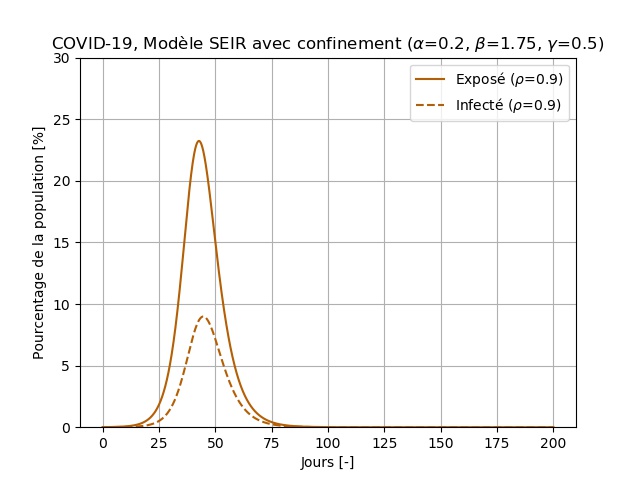 COVID-19, Modèle SEIR avec confinement (α=0.2, β=1.75, γ=0.5)
Exposé (ρ=0.9)
Infecté (ρ=0.9)
Pourcentage de la population [%]
30
25
20
15
10
5
0
0 25 50 75 100 125 150 175 200
Jours [-]